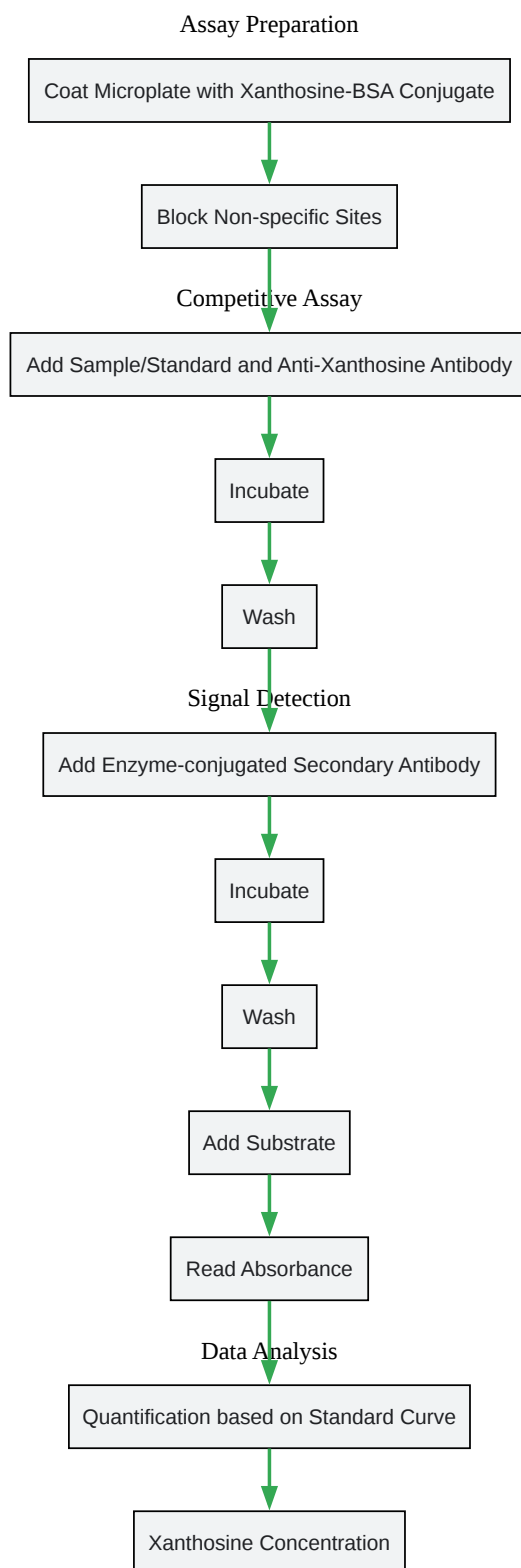 Assay Preparation
Coat Microplate with Xanthosine-BSA Conjugate
Block Non-specific Sites
Competitive Assay
Add Sample/Standard and Anti-Xanthosine Antibody
Incubate
Wash
Signal Detection
Add Enzyme-conjugated Secondary Antibody
Incubate
Wash
Add Substrate
Read Absorbance
Data Analysis
Quantification based on Standard Curve
Xanthosine Concentration